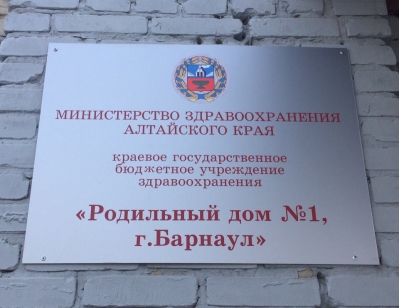 МИНИСТЕРСТВО ЗДРАВООХРАНЕНИЯ
АЛТАЙСКОГО КРАЯ
краевое государственное
бюджетное учреждение
здравоохранения
«Родильный дом №1,
г.Барнаул»